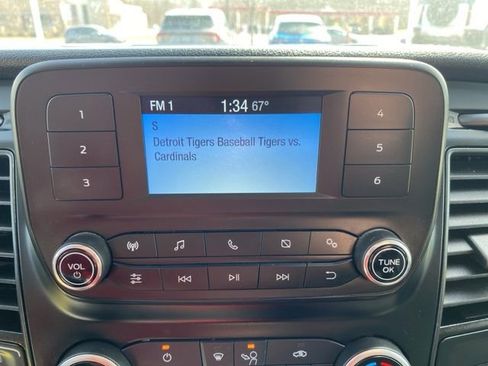 FM 1 1:34 67°
S
Detroit Tigers Baseball Tigers vs.
Cardinals
1
2
3
4
5
6
VOL
TUNE
OK